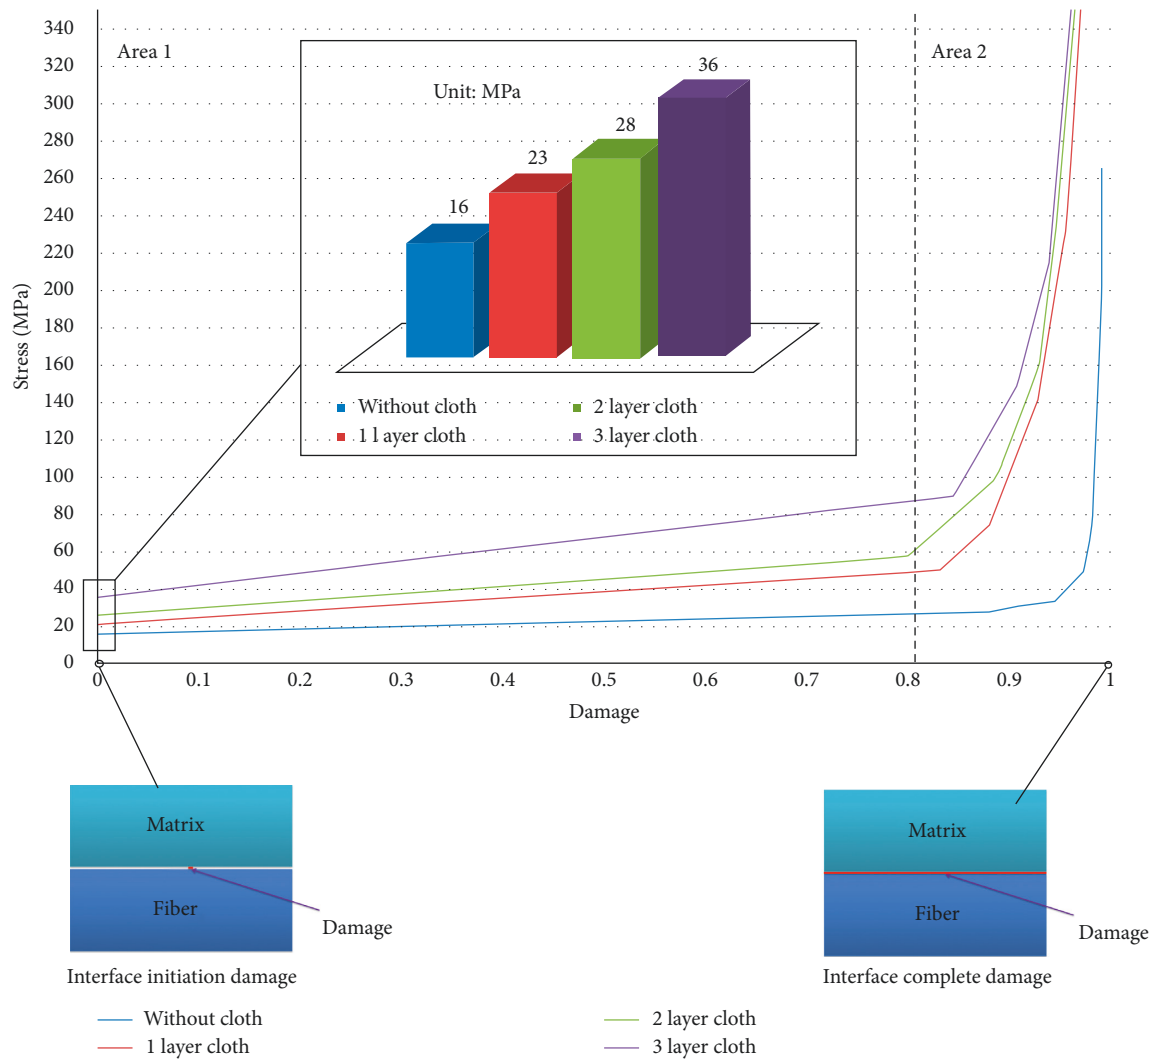 340
320
300
280
260
240
220
200
180
160
140
120
100
80
60
40
20
0
Stress (MPa)
Area 1
Area 2
Unit: MPa
16
23
28
36
Without cloth
2 layer cloth
1 l ayer cloth
3 layer cloth
0 0.1 0.2 0.3 0.4 0.5 0.6 0.7 0.8 0.9 1
Damage
Matrix
Fiber
Damage
Interface initiation damage
Matrix
Fiber
Damage
Interface complete damage
Without cloth
2 layer cloth
1 layer cloth
3 layer cloth